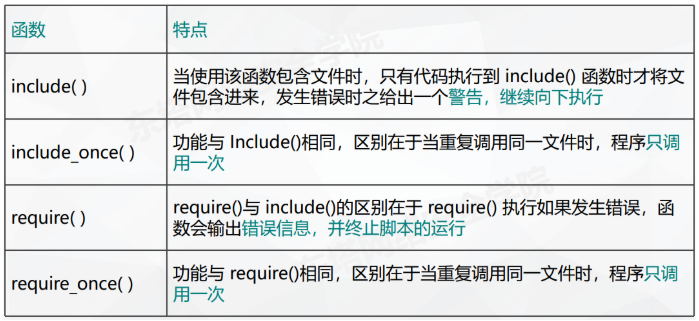 函数 特点
include( )
当使用该函数包含文件时，只有代码执行到 include() 函数时才将文
件包含进来，发生错误时之给出一个警告，继续向下执行
include_once( )
功能与 Include()相同，区别在于当重复调用同一文件时，程序只调
用一次
require( )
require()与 include()的区别在于 require() 执行如果发生错误，函
数会输出错误信息，并终止脚本的运行
require_once( )
功能与 require()相同，区别在于当重复调用同一文件时，程序只调
用一次